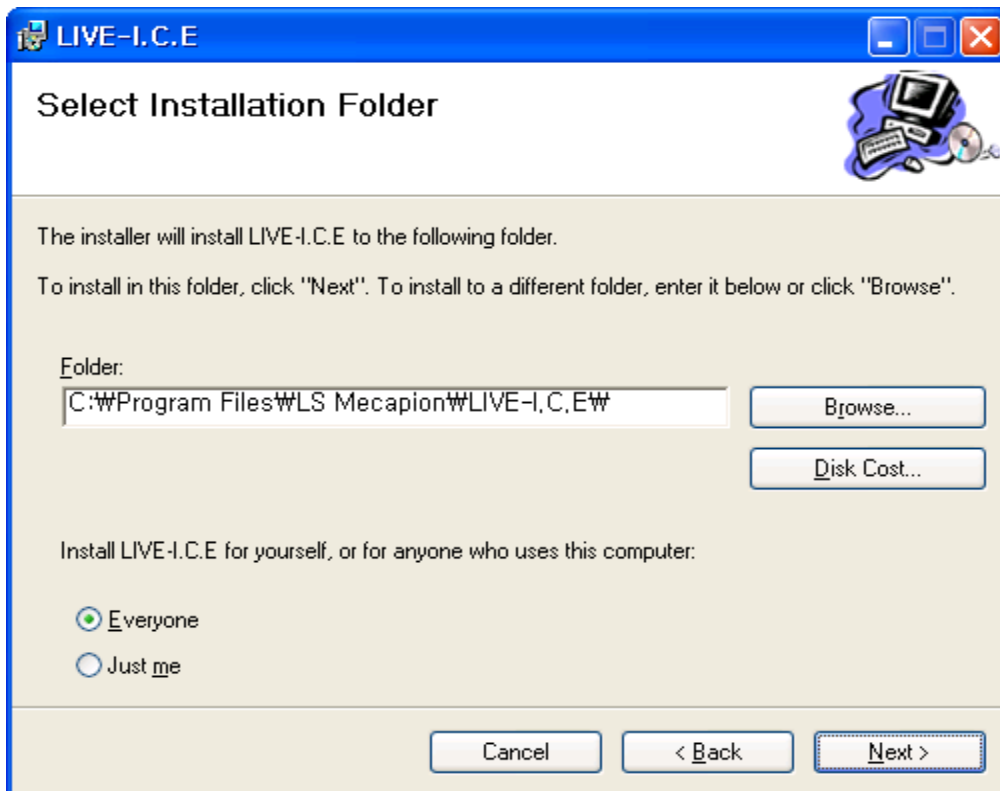 LIVE-I.C.E
Select Installation Folder
The installer will install LIVE-I.C.E to the following folder.
To install in this folder, click "Next". To install to a different folder, enter it below or click "Browse".
Folder:
C:₩Program Files₩LS Mecapion₩LIVE-I.C.E₩
Browse...
Disk Cost...
Install LIVE-I.C.E for yourself, or for anyone who uses this computer:
Everyone
Just me
Cancel
< Back
Next >